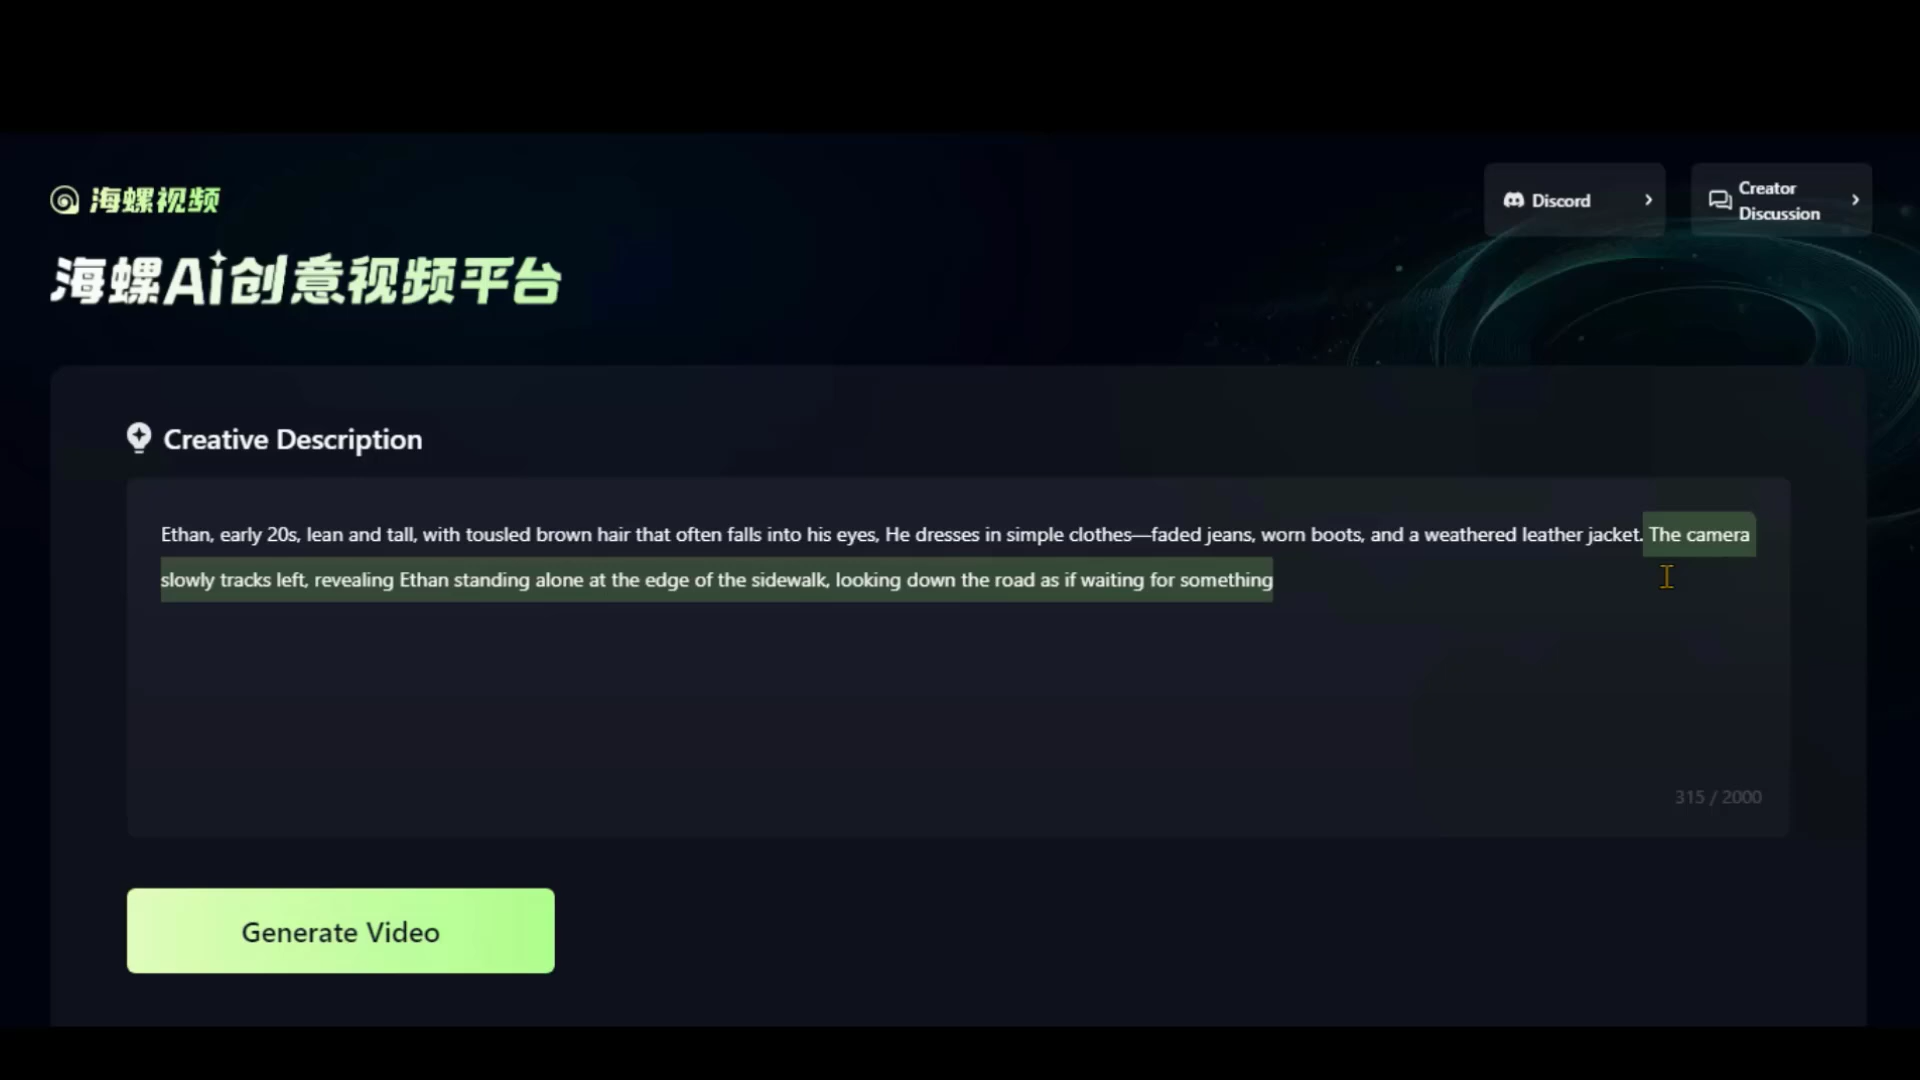 海螺视频
Discord
Creator
Discussion
海螺Ai创意视频平台
Creative Description
Ethan, early 20s, lean and tall, with tousled brown hair that often falls into his eyes, He dresses in simple clothes—faded jeans, worn boots, and a weathered leather jacket. The camera
slowly tracks left, revealing Ethan standing alone at the edge of the sidewalk, looking down the road as if waiting for something
315 / 2000
Generate Video